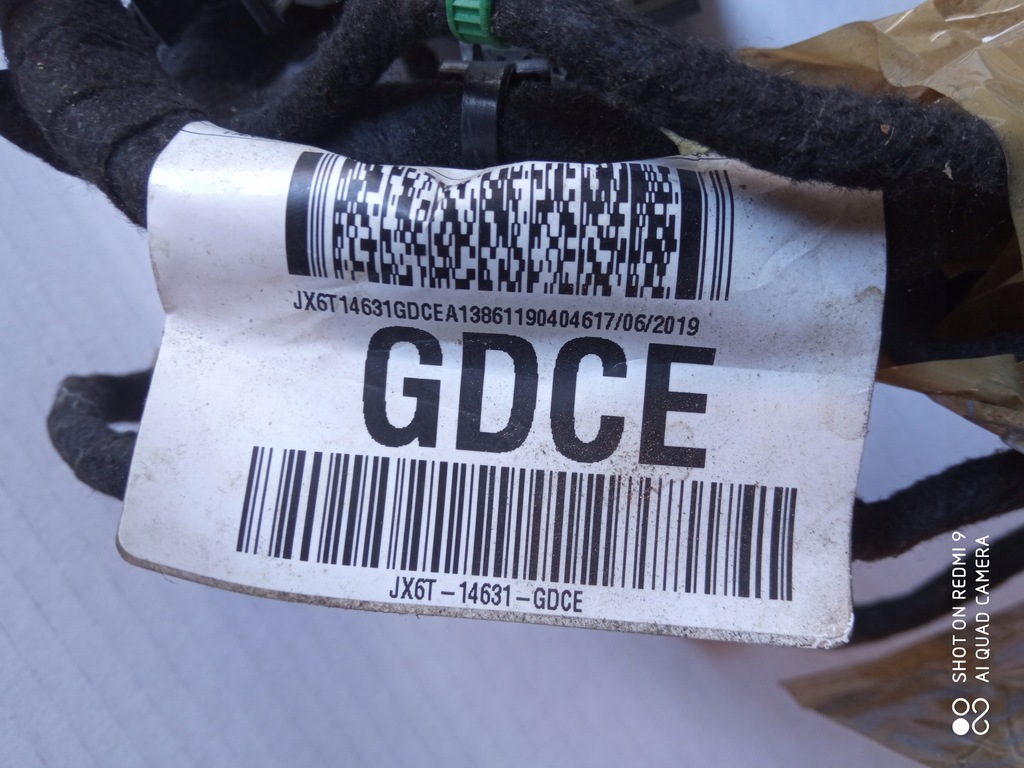 JX6T14631GDCEA13861190404617/06/2019
GDCE
JX6T-14631-GDCE
SHOT ON REDMI 9
AI QUAD CAMERA